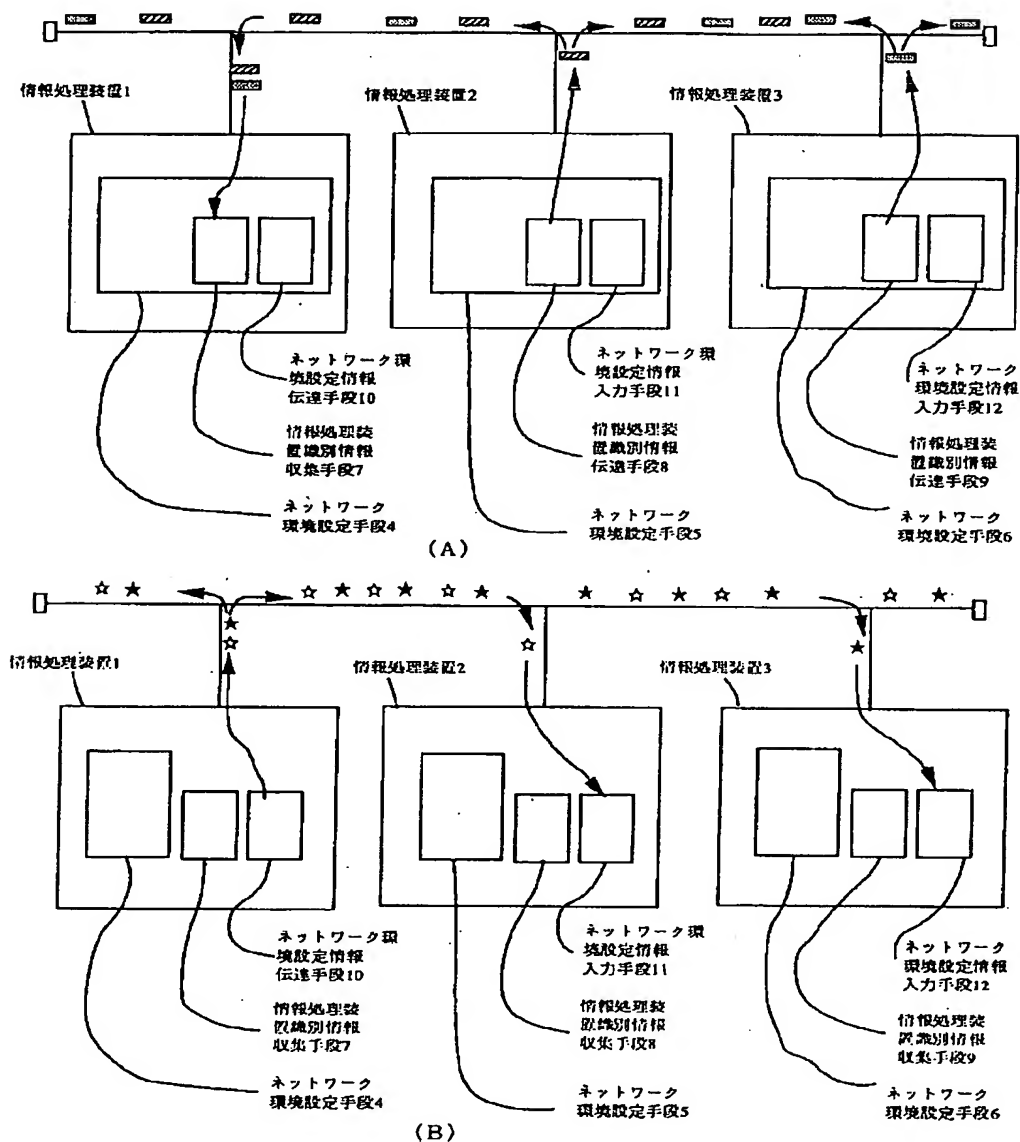 情報処理装置1
情報処理装置2
情報処理装置3
ネットワーク環
境設定情報
伝達手段10
情報処理装
置識別情報
収集手段7
ネットワーク
環境設定手段4
ネットワーク環
境設定情報
入力手段11
情報処理装
置識別情報
伝達手段8
ネットワーク
環境設定手段5
ネットワーク
環境設定情報
入力手段12
情報処理装
置識別情報
伝達手段9
ネットワーク
環境設定手段6
(A)
情報処理装置1
情報処理装置2
情報処理装置3
ネットワーク環
境設定情報
伝達手段10
情報処理装
置識別情報
収集手段7
ネットワーク
環境設定手段4
ネットワーク環
境設定情報
入力手段11
情報処理装
置識別情報
収集手段8
ネットワーク
環境設定手段5
ネットワーク
環境設定情報
入力手段12
情報処理装
置識別情報
収集手段9
ネットワーク
環境設定手段6
(B)